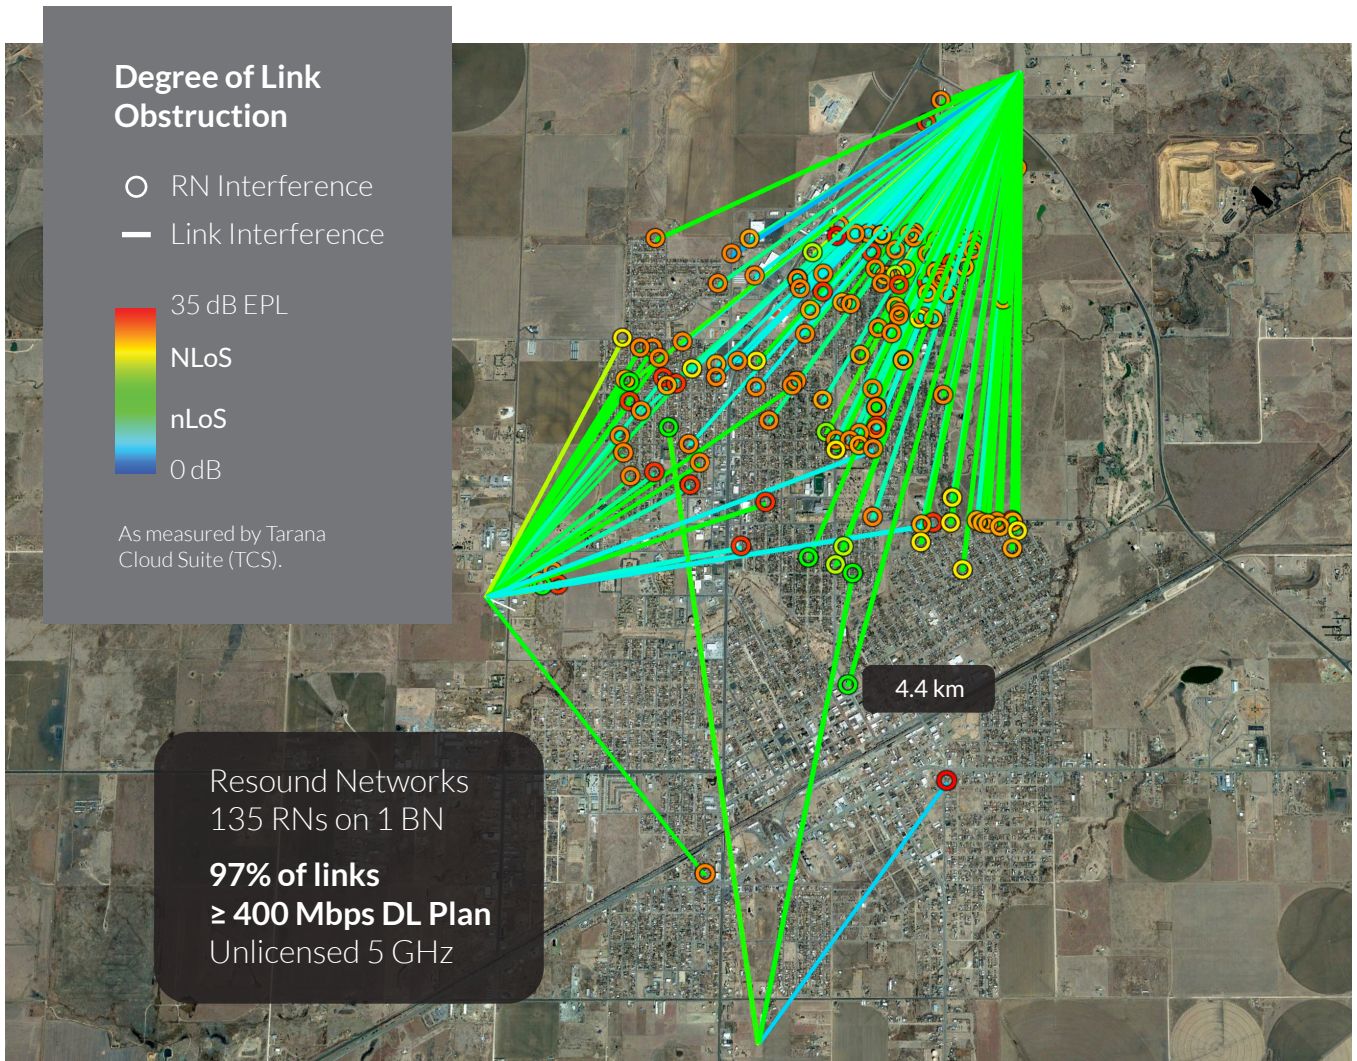 Degree of Link
Obstruction
RN Interference
Link Interference
35 dB EPL
NLoS
nLoS
0 dB
As measured by Tarana
Cloud Suite (TCS).
4.4 km
Resound Networks
135 RNs on 1 BN
97% of links
≥ 400 Mbps DL Plan
Unlicensed 5 GHz